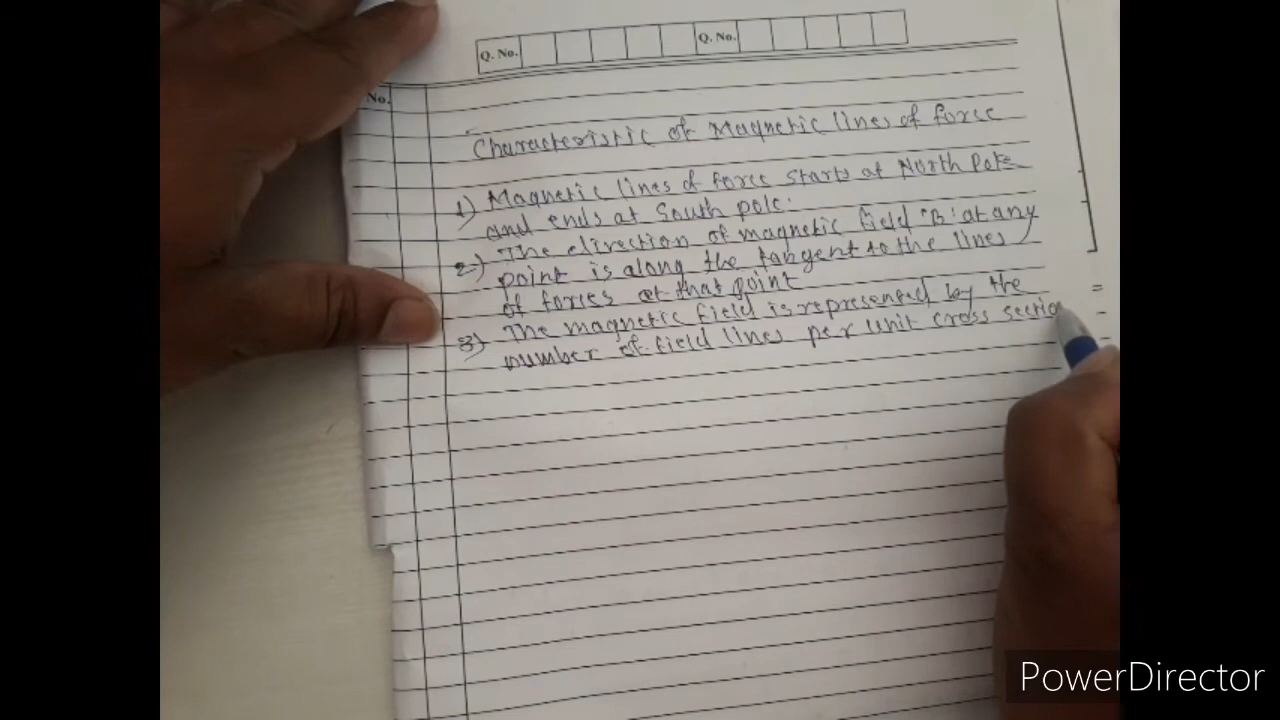 Q. No. Q. No.
No.
Characteristic of Magnetic lines of force
1) Magnetic lines of force starts at North Pole
and ends at South pole.
2) The direction of magnetic field 'B' at any
point is along the tangent to the lines
of forces at that point
3) The magnetic field is represented by the
number of field lines per unit cross sectio
PowerDirector